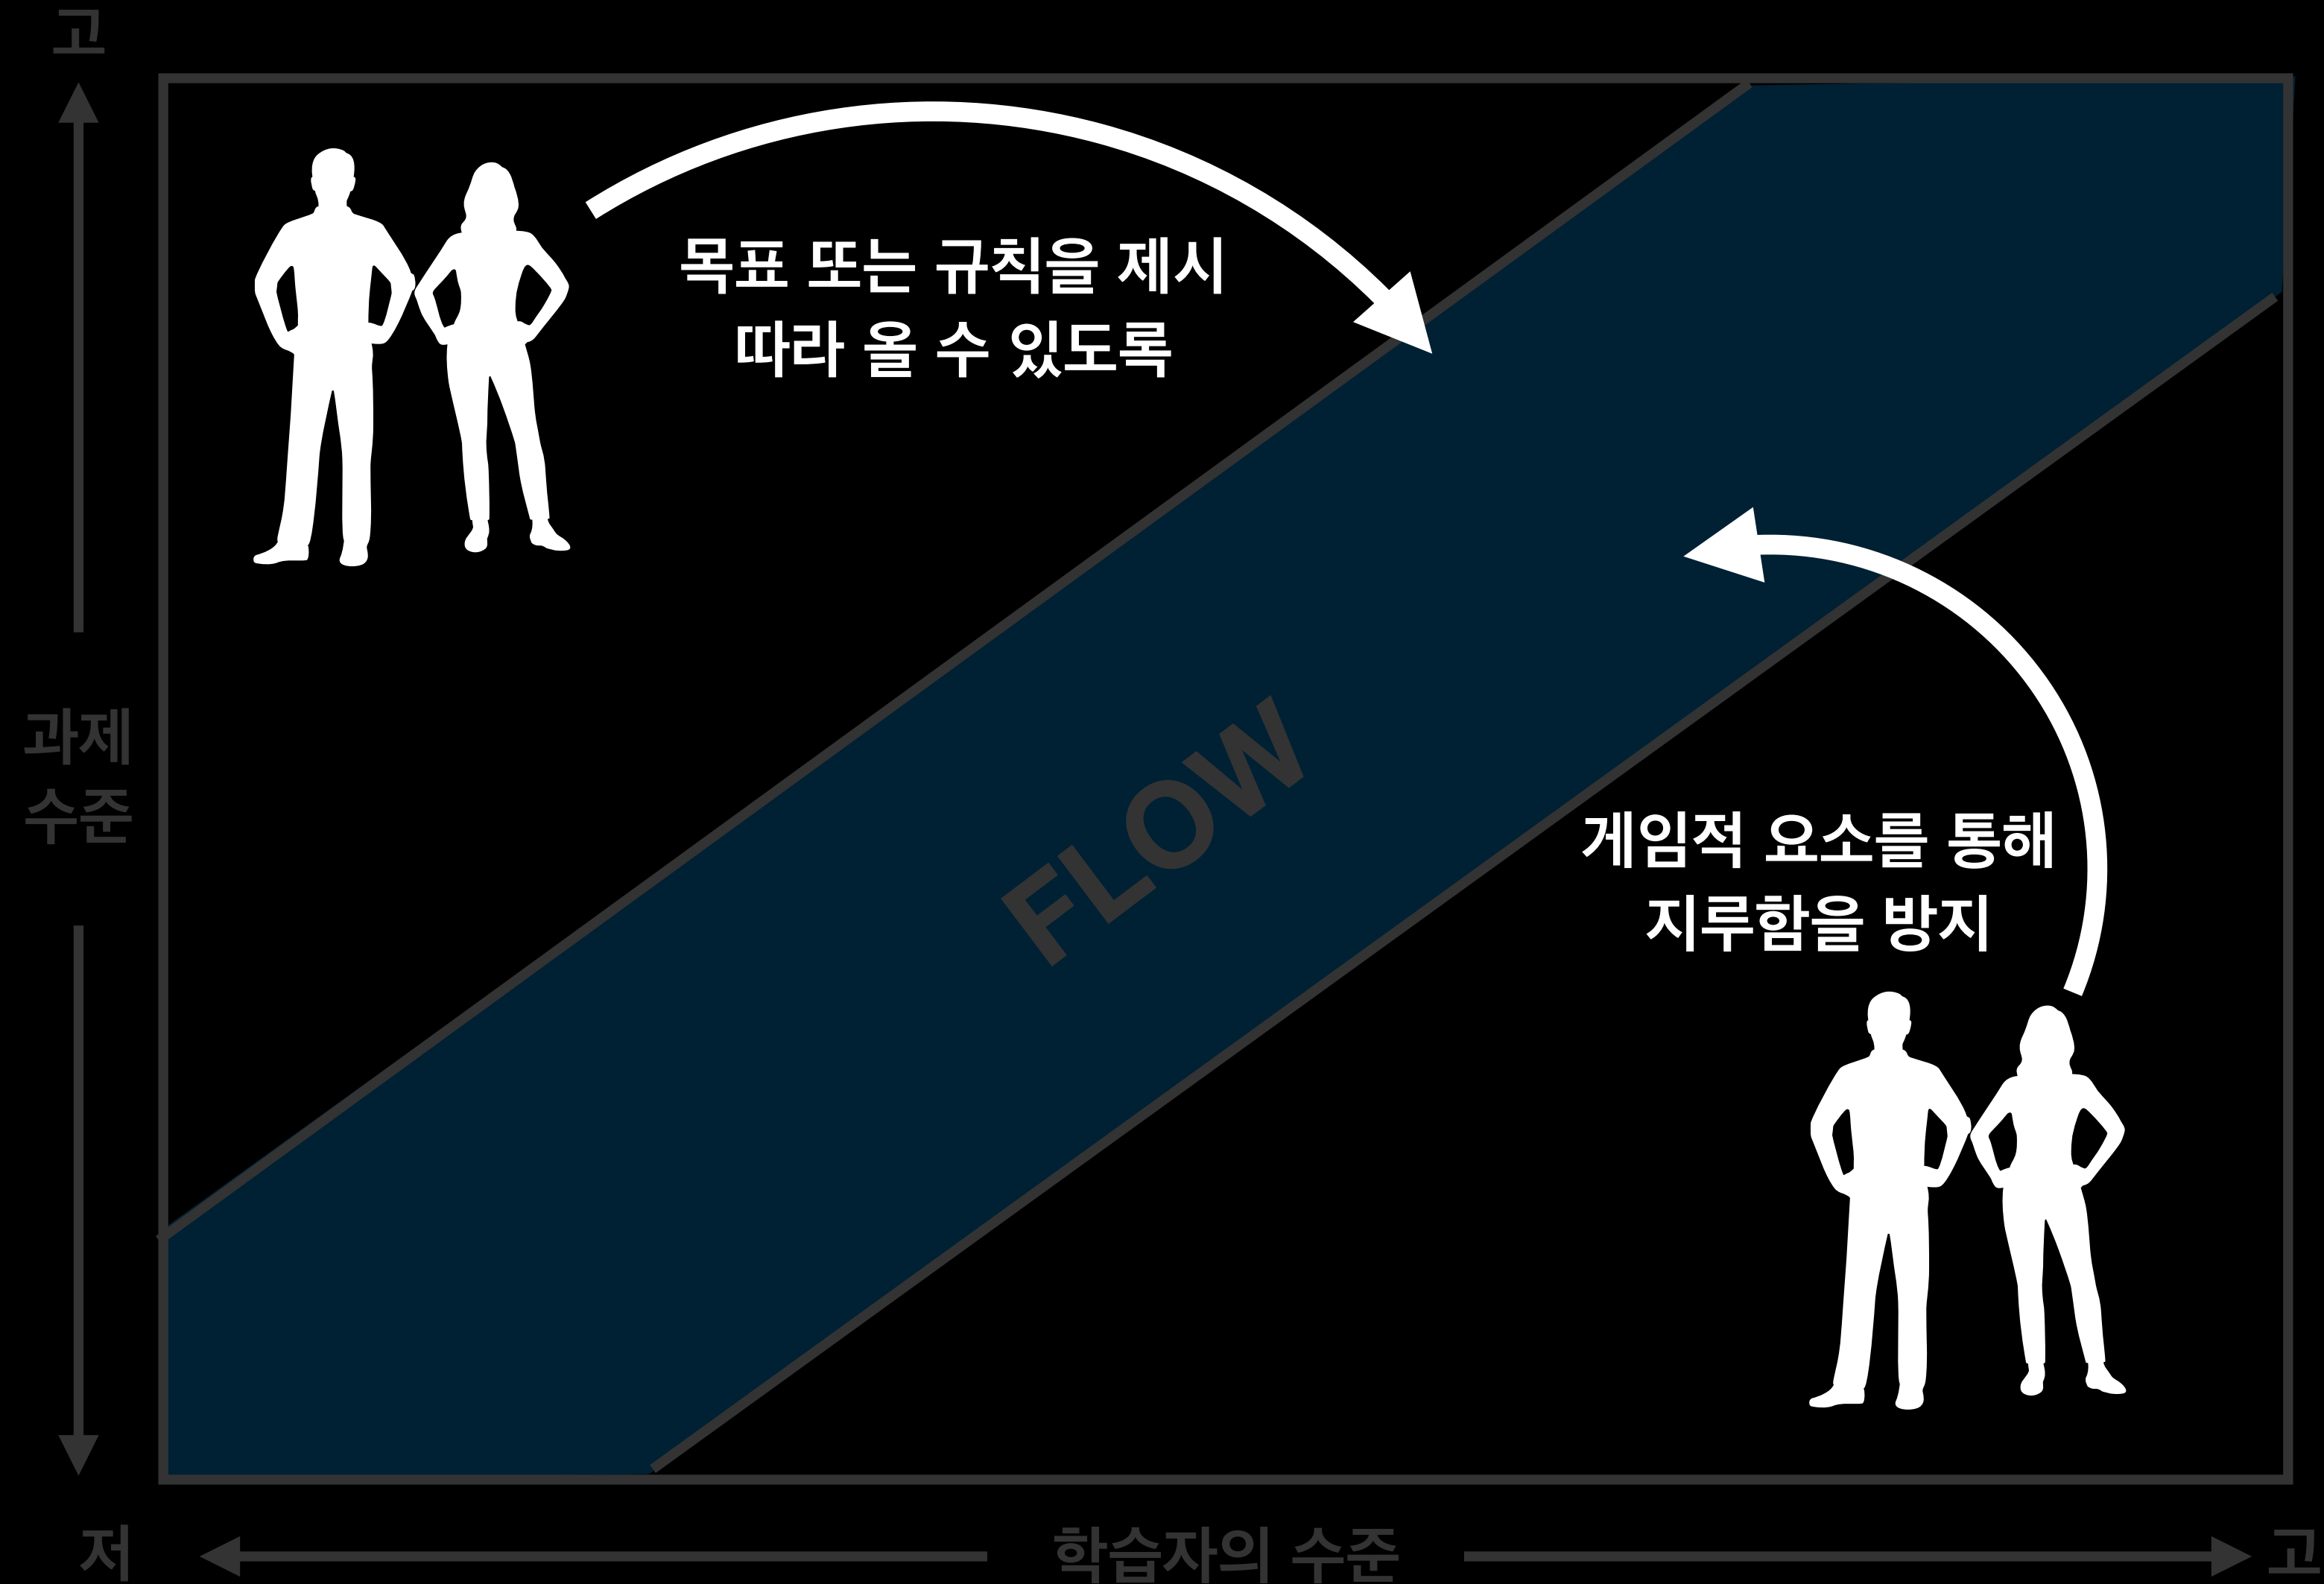 고
목표 또는 규칙을 제시
따라 올 수 있도록
과제
수준
FLOW
게임적 요소를 통해
지루함을 방지
저
학습자의 수준
고